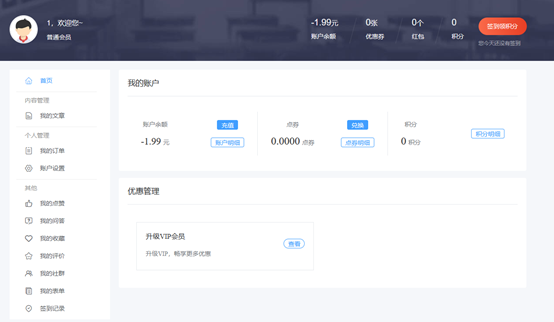 1，欢迎您~
普通会员
-1.99元
账户余额
0张
优惠券
0个
红包
0
积分
签到领积分
您今天还没有签到
首页
内容管理
我的文章
个人管理
我的订单
账户设置
其他
我的点赞
我的问答
我的收藏
我的评价
我的社群
我的表单
签到记录
我的账户
账户余额
充值
-1.99 元
账户明细
点券
兑换
0.0000 点券
点券明细
积分
0 积分
积分明细
优惠管理
升级VIP会员
升级VIP，畅享更多优惠
查看